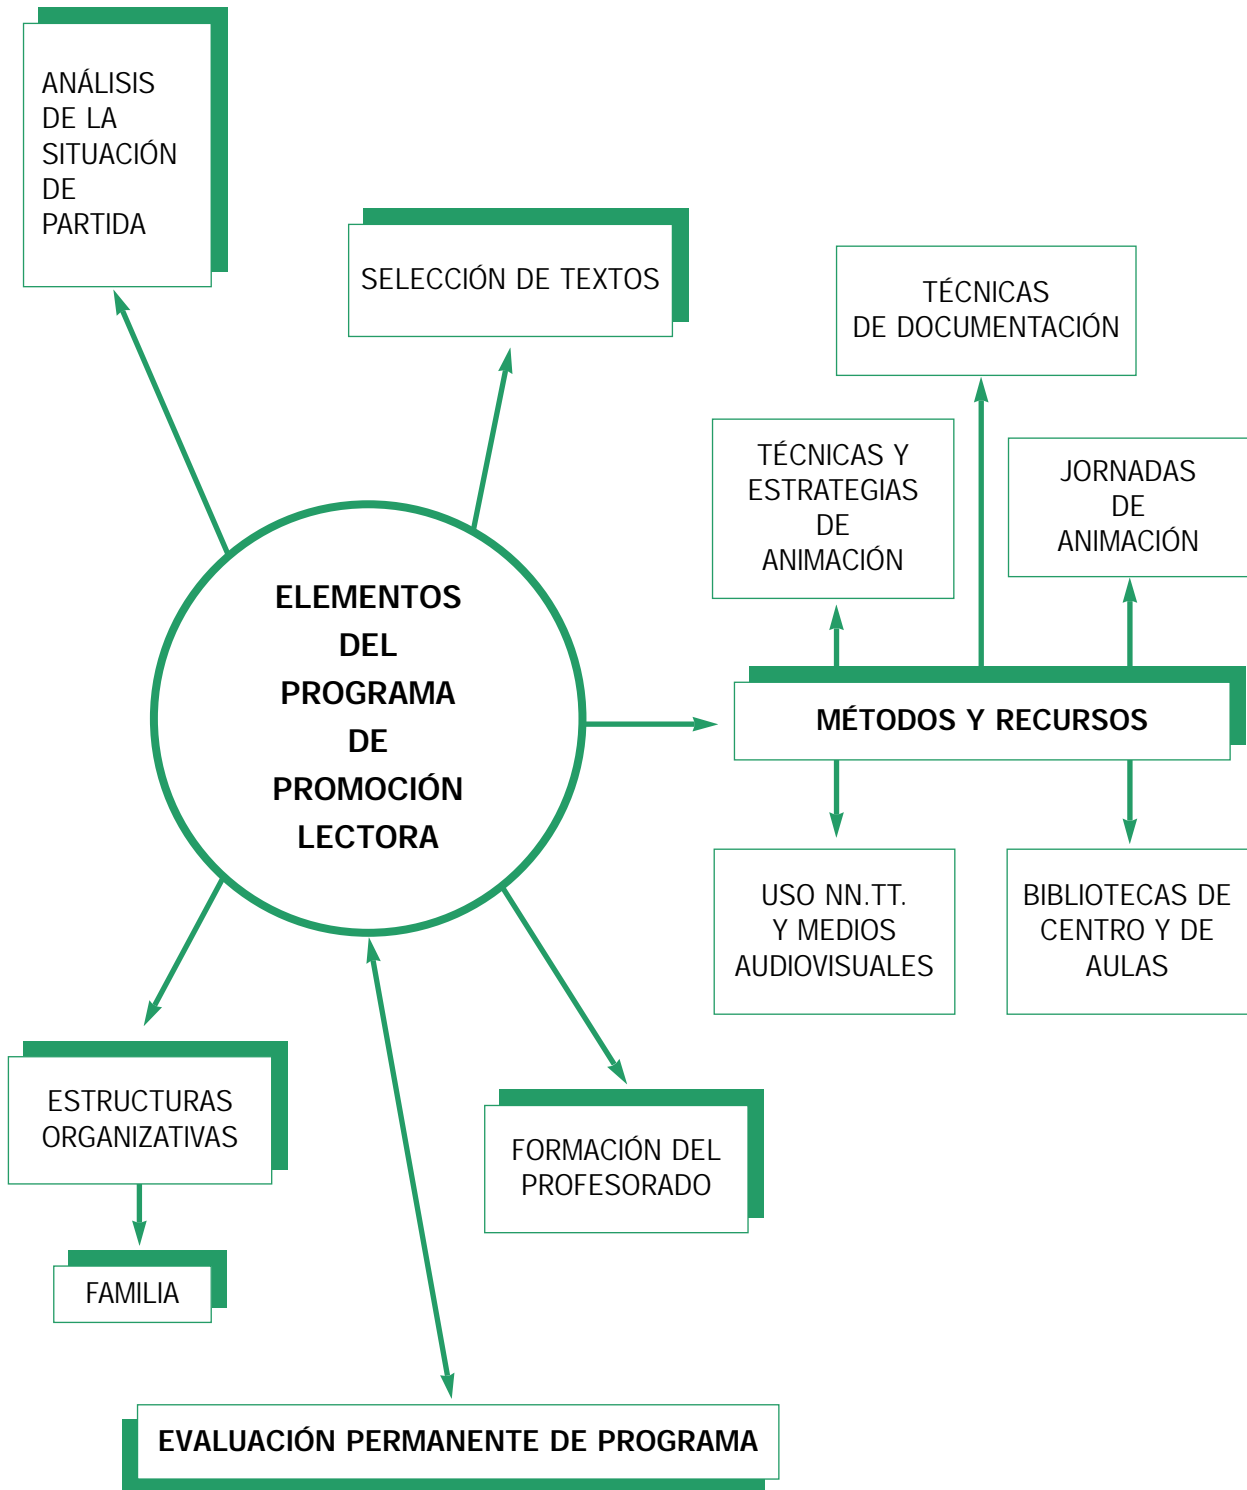 ANÁLISIS
DE LA
SITUACIÓN
DE
PARTIDA
SELECCIÓN DE TEXTOS
TÉCNICAS
DE DOCUMENTACIÓN
TÉCNICAS Y
ESTRATEGIAS
DE
ANIMACIÓN
JORNADAS
DE
ANIMACIÓN
ELEMENTOS
DEL
PROGRAMA
DE
PROMOCIÓN
LECTORA
MÉTODOS Y RECURSOS
USO NN.TT.
Y MEDIOS
AUDIOVISUALES
BIBLIOTECAS DE
CENTRO Y DE
AULAS
ESTRUCTURAS
ORGANIZATIVAS
FORMACIÓN DEL
PROFESORADO
FAMILIA
EVALUACIÓN PERMANENTE DE PROGRAMA